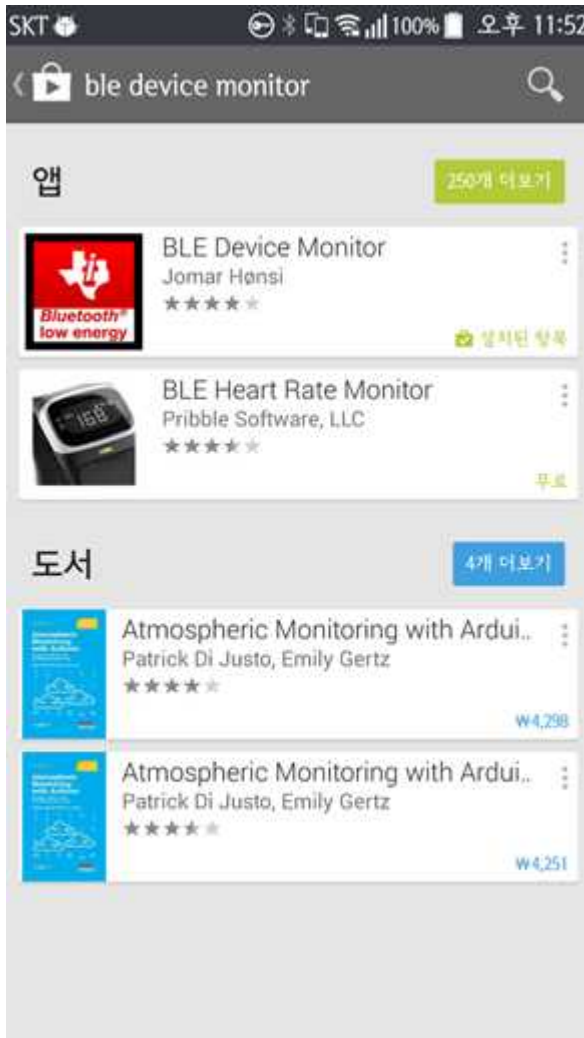 SKT 100% 오후 11:52
ble device monitor
앱
250개 더보기
Bluetooth®
low energy
BLE Device Monitor
Jomar Hønsi
설치된 항목
168
BLE Heart Rate Monitor
Pribble Software, LLC
무료
도서
4개 더보기
Atmospheric Monitoring with Ardui..
Patrick Di Justo, Emily Gertz
₩4,298
Atmospheric Monitoring with Ardui..
Patrick Di Justo, Emily Gertz
₩4,251